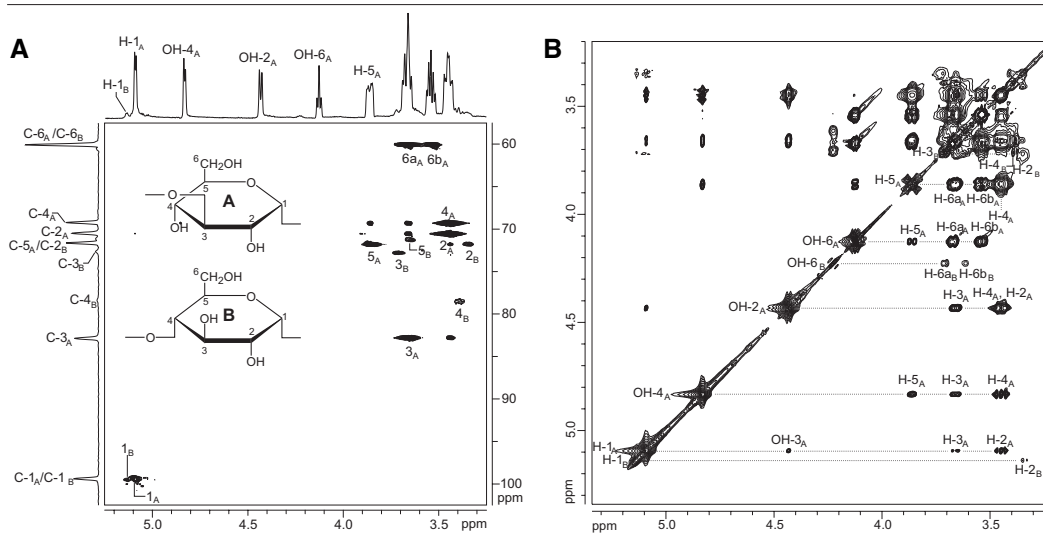 A
H-1B
H-1A
OH-4A
OH-2A
OH-6A
H-5A
C-6A/C-6B
C-4A
C-2A
C-5A/C-2B
C-3B
C-4B
C-3A
C-1A/C-1B
6
CH2OH
5
O
O
A
4
1
OH
3
2
OH
6
CH2OH
5
O
OH
B
4
1
O
3
2
OH
6aA 6bA
4A
2A
5A
3B
5B
2B
4B
3A
1B
1A
60
70
80
90
100
ppm
5.0 4.5 4.0 3.5 ppm
B
H-3B
H-4B
H-2B
H-5A
H-6aA H-6bA
H-4A
OH-6A
H-5A
H-6aA
H-6bA
OH-6B
H-6aB
H-6bB
OH-2A
H-3A
H-4A, H-2A
OH-4A
H-5A H-3A H-4A
H-1A
OH-3A
H-3A
H-2A
H-1B
H-2B
3.5
4.0
4.5
5.0
ppm
ppm 5.0 4.5 4.0 3.5